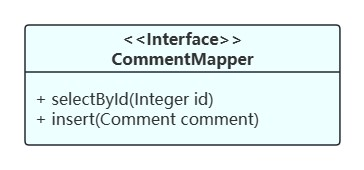 <<Interface>>
CommentMapper
+ selectById(Integer id)
+ insert(Comment comment)